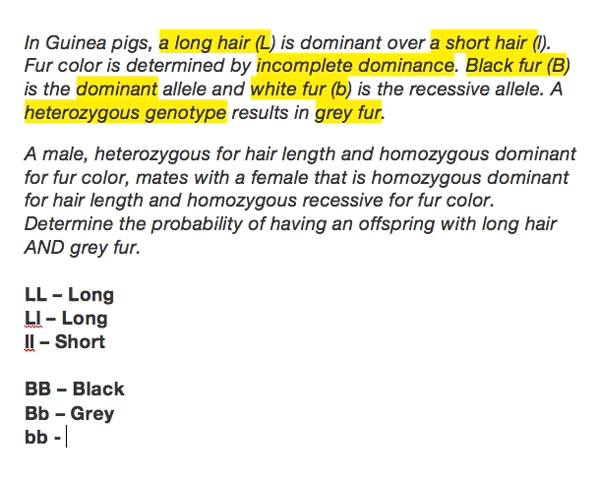 In Guinea pigs, a long hair (L) is dominant over a short hair (l).
Fur color is determined by incomplete dominance. Black fur (B)
is the dominant allele and white fur (b) is the recessive allele. A
heterozygous genotype results in grey fur.
A male, heterozygous for hair length and homozygous dominant
for fur color, mates with a female that is homozygous dominant
for hair length and homozygous recessive for fur color.
Determine the probability of having an offspring with long hair
AND grey fur.
LL – Long
Ll – Long
ll – Short
BB – Black
Bb – Grey
bb -